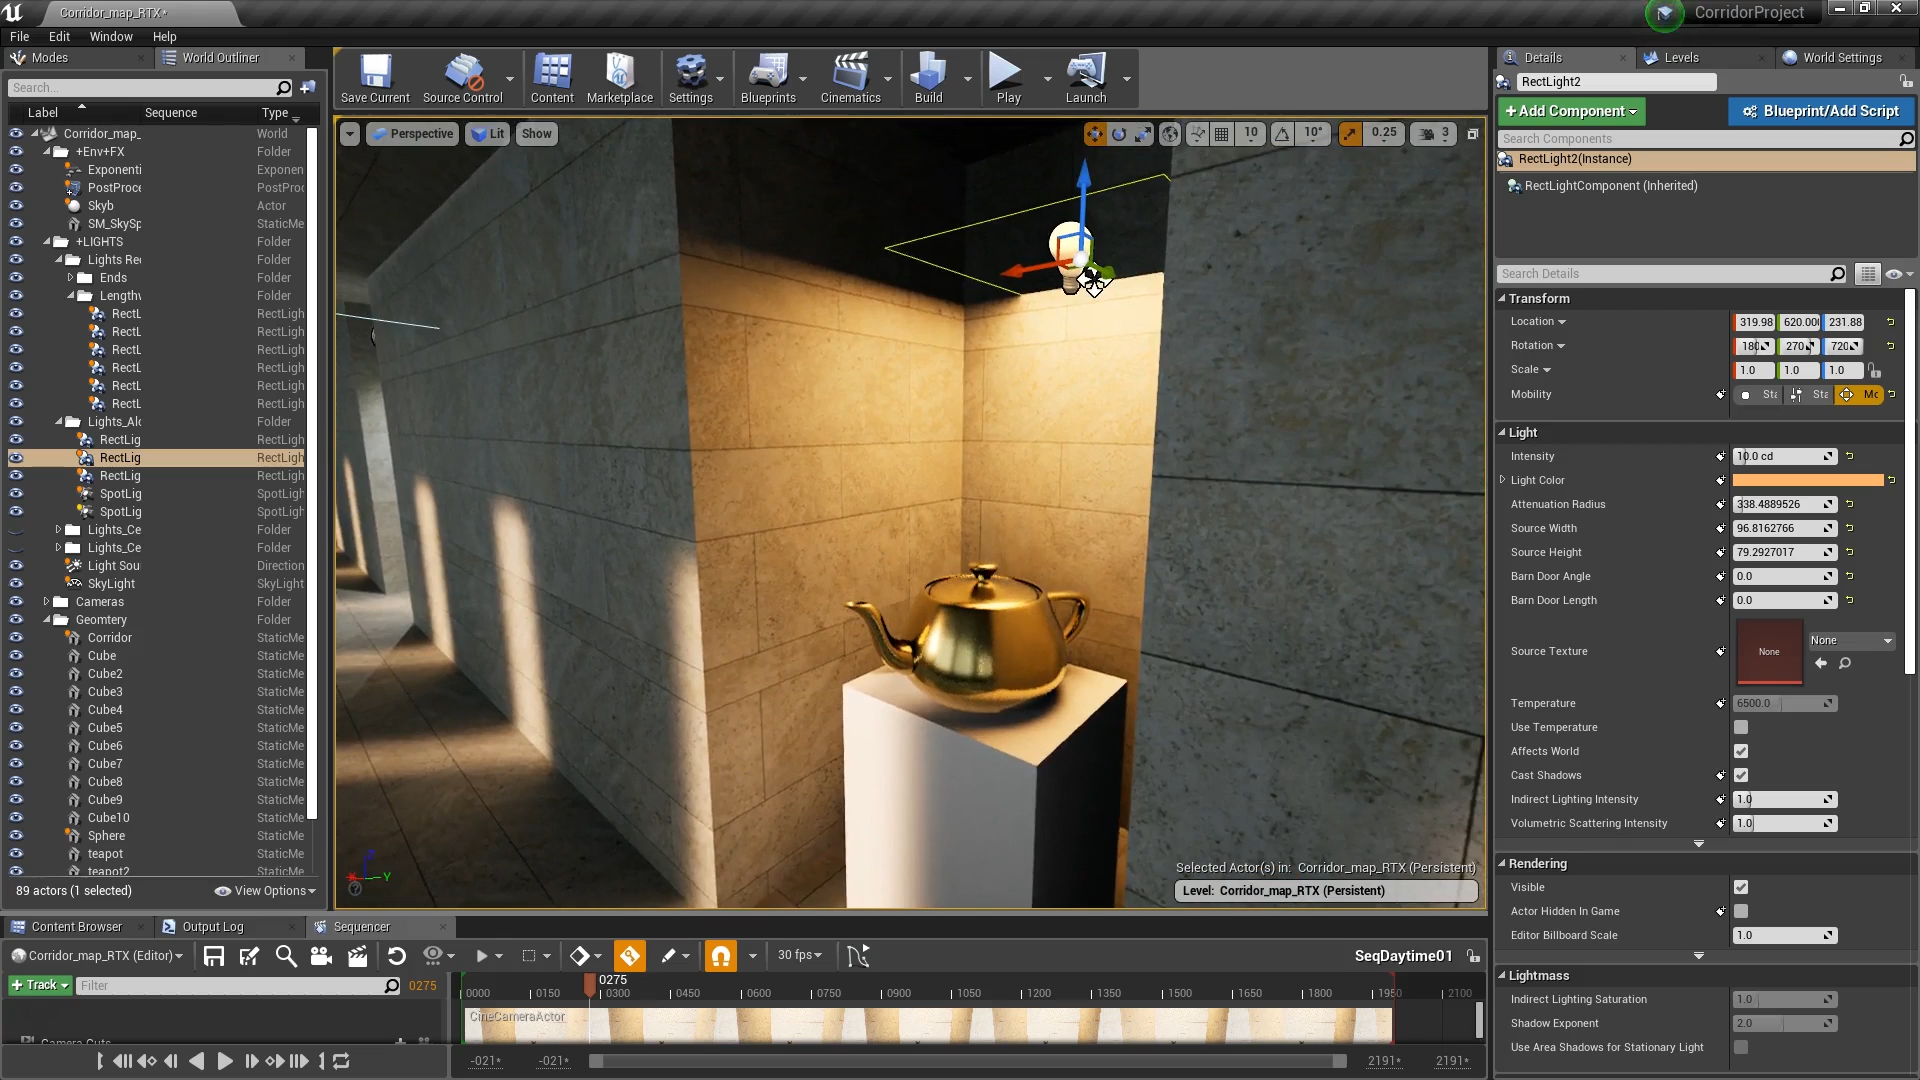 Corridor_map_RTX*
CorridorProject
File Edit Window Help
Modes
World Outliner
Search...
Label Sequence Type
Corridor_map_ World
+Env+FX Folder
Exponenti Exponen
PostProce PostProc
Skyb Actor
SM_SkySp StaticMe
+LIGHTS Folder
Lights Rec Folder
Ends Folder
Lengthv Folder
RectL RectLigh
RectL RectLigh
RectL RectLigh
RectL RectLigh
RectL RectLigh
RectL RectLigh
Lights_Alc Folder
RectLig RectLigh
RectLig RectLigh
RectLig RectLigh
SpotLig SpotLigh
SpotLig SpotLigh
Lights_Ce Folder
Lights_Ce Folder
Light Sou Direction
SkyLight SkyLight
Cameras Folder
Geomtery Folder
Corridor StaticMe
Cube StaticMe
Cube2 StaticMe
Cube3 StaticMe
Cube4 StaticMe
Cube5 StaticMe
Cube6 StaticMe
Cube7 StaticMe
Cube8 StaticMe
Cube9 StaticMe
Cube10 StaticMe
Sphere StaticMe
teapot StaticMe
teapot2 StaticMe
89 actors (1 selected)
View Options
Save Current
Source Control
Content
Marketplace
Settings
Blueprints
Cinematics
Build
Play
Launch
Perspective
Lit
Show
10
10°
0.25
3
Y
Selected Actor(s) in: Corridor_map_RTX (Persistent)
Level: Corridor_map_RTX (Persistent)
Details
Levels
World Settings
RectLight2
+Add Component
Blueprint/Add Script
Search Components
RectLight2(Instance)
RectLightComponent (Inherited)
Search Details
Transform
Location 319.98 620.00 231.88
Rotation 180 270 720
Scale 1.0 1.0 1.0
Mobility Sta Sta Mc
Light
Intensity 10.0 cd
Light Color
Attenuation Radius 338.4889526
Source Width 96.8162766
Source Height 79.2927017
Barn Door Angle 0.0
Barn Door Length 0.0
Source Texture None None
Temperature 6500.0
Use Temperature
Affects World
Cast Shadows
Indirect Lighting Intensity 1.0
Volumetric Scattering Intensity 1.0
Rendering
Visible
Actor Hidden In Game
Editor Billboard Scale 1.0
Lightmass
Indirect Lighting Saturation 1.0
Shadow Exponent 2.0
Use Area Shadows for Stationary Light
Content Browser
Output Log
Sequencer
Corridor_map_RTX (Editor)
30 fps
SeqDaytime01
+ Track
Filter
0275
0275
0000 0150 0300 0450 0600 0750 0900 1050 1200 1350 1500 1650 1800 1950 2100
CineCameraActor
Camera Cuts
-021* -021* 2191* 2191*